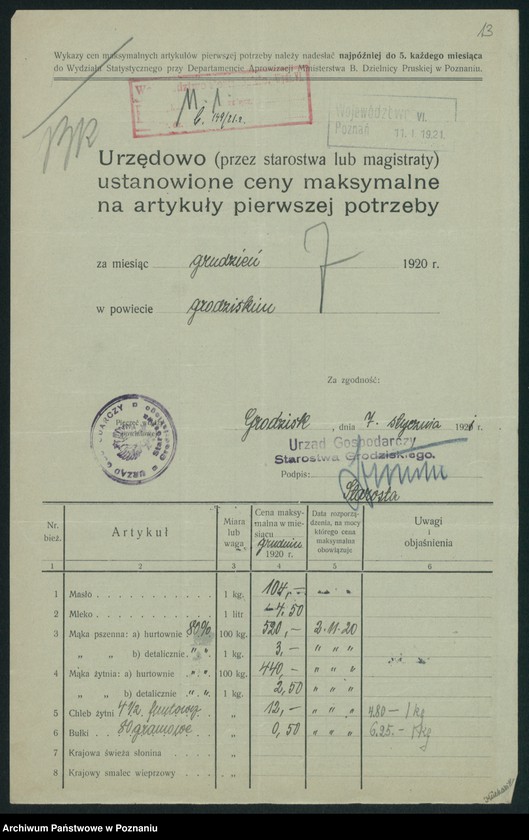 13
Wykazy cen maksymalnych artykułów pierwszej potrzeby należy nadesłać najpóźniej do 5. każdego miesiąca
do Wydziału Statystycznego przy Departamencie Aprowizacji Ministerstwa B. Dzielnicy Pruskiej w Poznaniu.
Województwo VI.
Poznań 11. I 1921.
Urzędowo (przez starostwa lub magistraty)
ustanowione ceny maksymalne
na artykuły pierwszej potrzeby
za miesiąc grudzień 1920 r.
7
w powiecie grodziskim
Za zgodność:
Grodzisk, dnia 7. stycznia 1921 r.
Urząd Gospodarczy
Starostwa Grodziskiego.
Podpis:
Starosta
Nr. bież. Artykuł Miara lub waga Cena maksymalna w miesiącu grudniu 1920 r. Data rozporządzenia, na mocy którego cena maksymalna obowiązuje Uwagi i objaśnienia
1 2 3 4 5 6
1 Masło 1 kg. 104,-
2 Mleko 1 litr 4.50
3 Mąka pszenna: a) hurtownie 80% 100 kg. 520,- 2.11.20
„ „ b) detalicznie „ „ 1 kg. 3,- " " "
4 Mąka żytnia: a) hurtownie „ „ 100 kg. 440,- " " "
„ „ b) detalicznie „ „ 1 kg. 2,50 " " "
5 Chleb żytni 4 „ 12,- " " " 4.80 — 1 kg
6 Bułki 80 gramowe „ 0,50 " " " 6.25.— 1 kg
7 Krajowa świeża słonina „
8 Krajowy smalec wieprzowy „
Archiwum Państwowe w Poznaniu